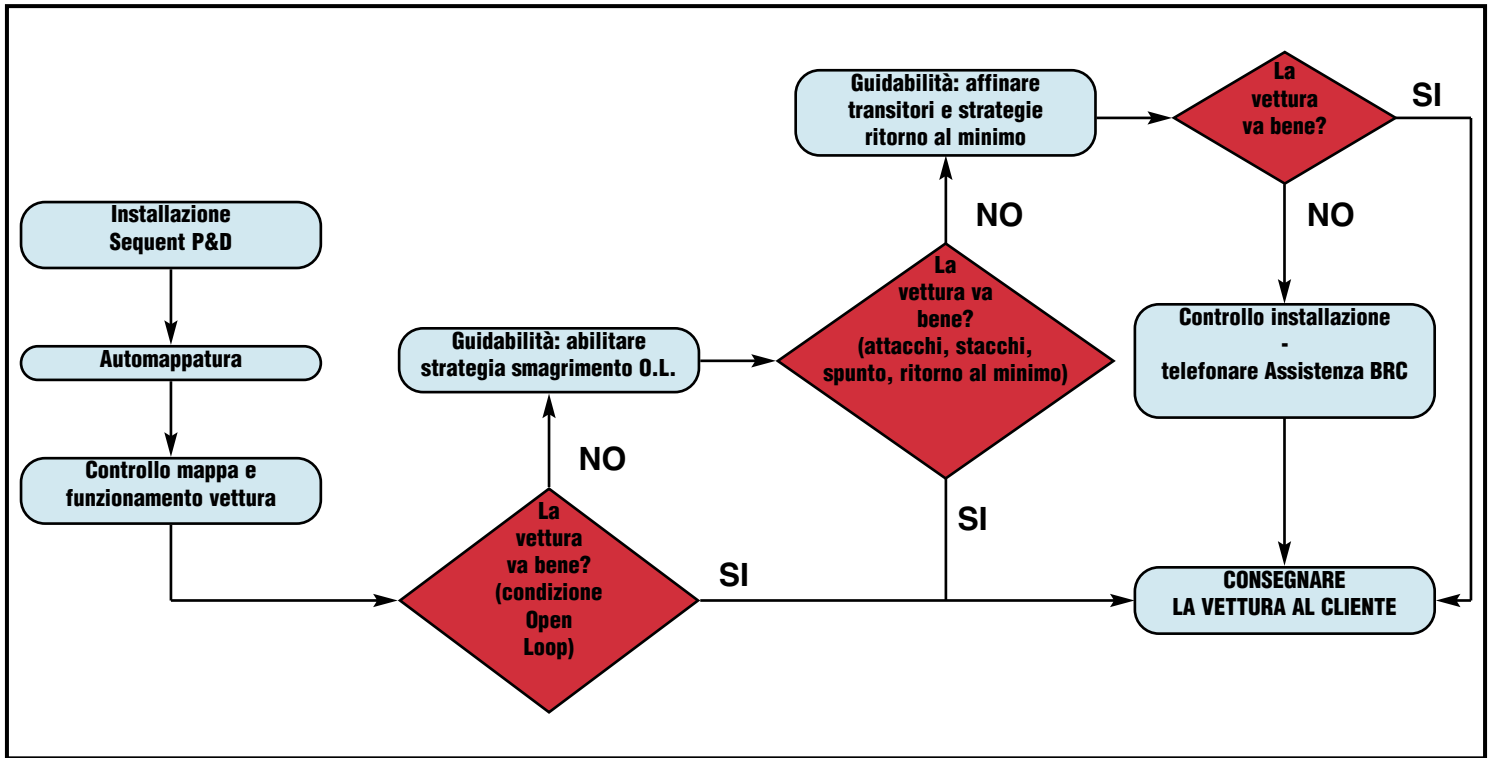 Installazione
Sequent P&D
Automappatura
Controllo mappa e
funzionamento vettura
La
vettura
va bene?
(condizione
Open
Loop)
NO
SI
Guidabilità: abilitare
strategia smagrimento O.L.
La
vettura va
bene?
(attacchi, stacchi,
spunto, ritorno al minimo)
NO
SI
Guidabilità: affinare
transitori e strategie
ritorno al minimo
La
vettura
va bene?
SI
NO
Controllo installazione
-
telefonare Assistenza BRC
CONSEGNARE
LA VETTURA AL CLIENTE